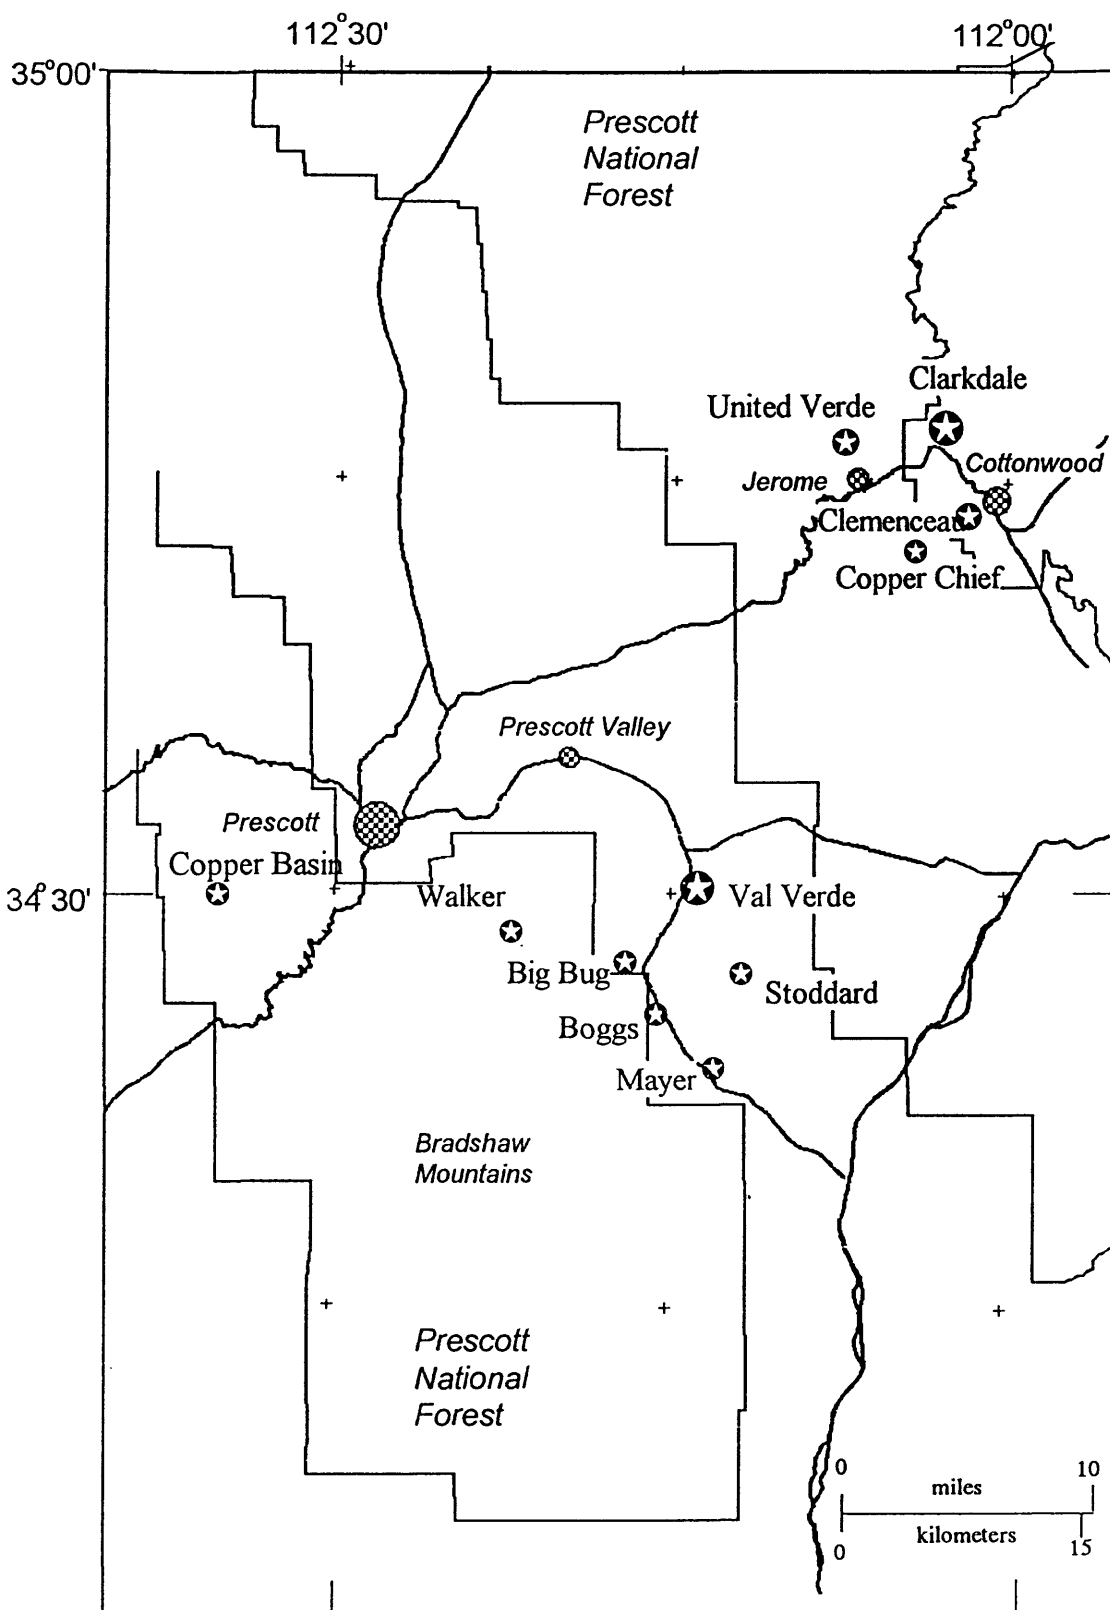 112°30'
112°00'
35°00'
Prescott
National
Forest
Clarkdale
United Verde
Cottonwood
Jerome
Clemenceau
Copper Chief
Prescott Valley
Prescott
Copper Basin
34°30'
Walker
Val Verde
Big Bug
Stoddard
Boggs
Mayer
Bradshaw
Mountains
Prescott
National
Forest
0
10
miles
kilometers
0
15